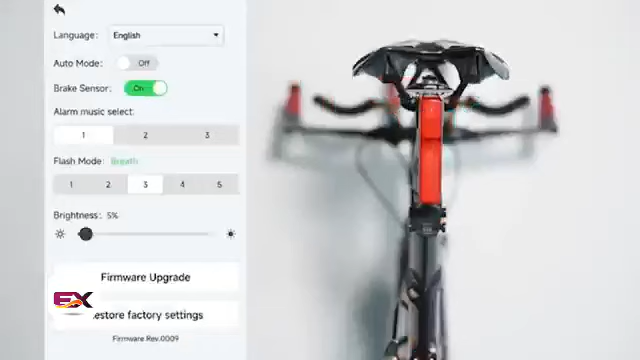 Language: English
Auto Mode: Off
Brake Sensor: On
Alarm music select:
1 2 3
Flash Mode: Breath
1 2 3 4 5
Brightness: 5%
Firmware Upgrade
EX
estore factory settings
Firmware Rev.0009